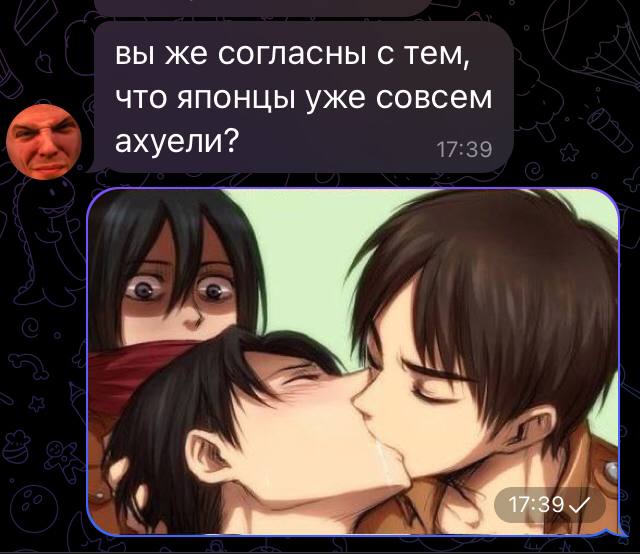 вы же согласны с тем,
что японцы уже совсем
ахуели?
17:39
17:39